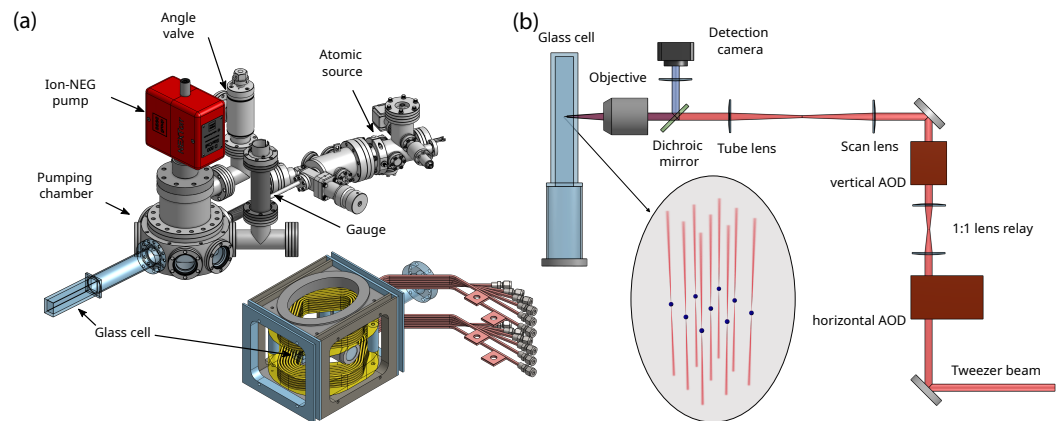 (a)
Angle
valve
Atomic
source
Ion-NEG
pump
Pumping
chamber
Gauge
Glass cell
(b)
Glass cell
Detection
camera
Objective
Dichroic
mirror
Tube lens
Scan lens
vertical AOD
1:1 lens relay
horizontal AOD
Tweezer beam